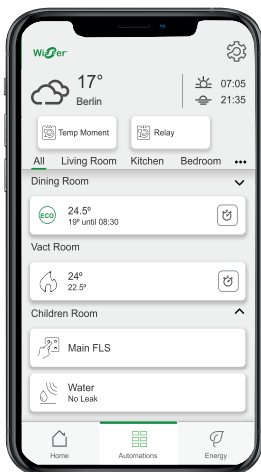 Wiser
17°
Berlin
07:05
21:35
Temp Moment
Relay
All Living Room Kitchen Bedroom •••
Dining Room
ECO
24.5º
19º until 08:30
Vact Room
24º
22.5º
Children Room
Main FLS
Water
No Leak
Home Automations Energy